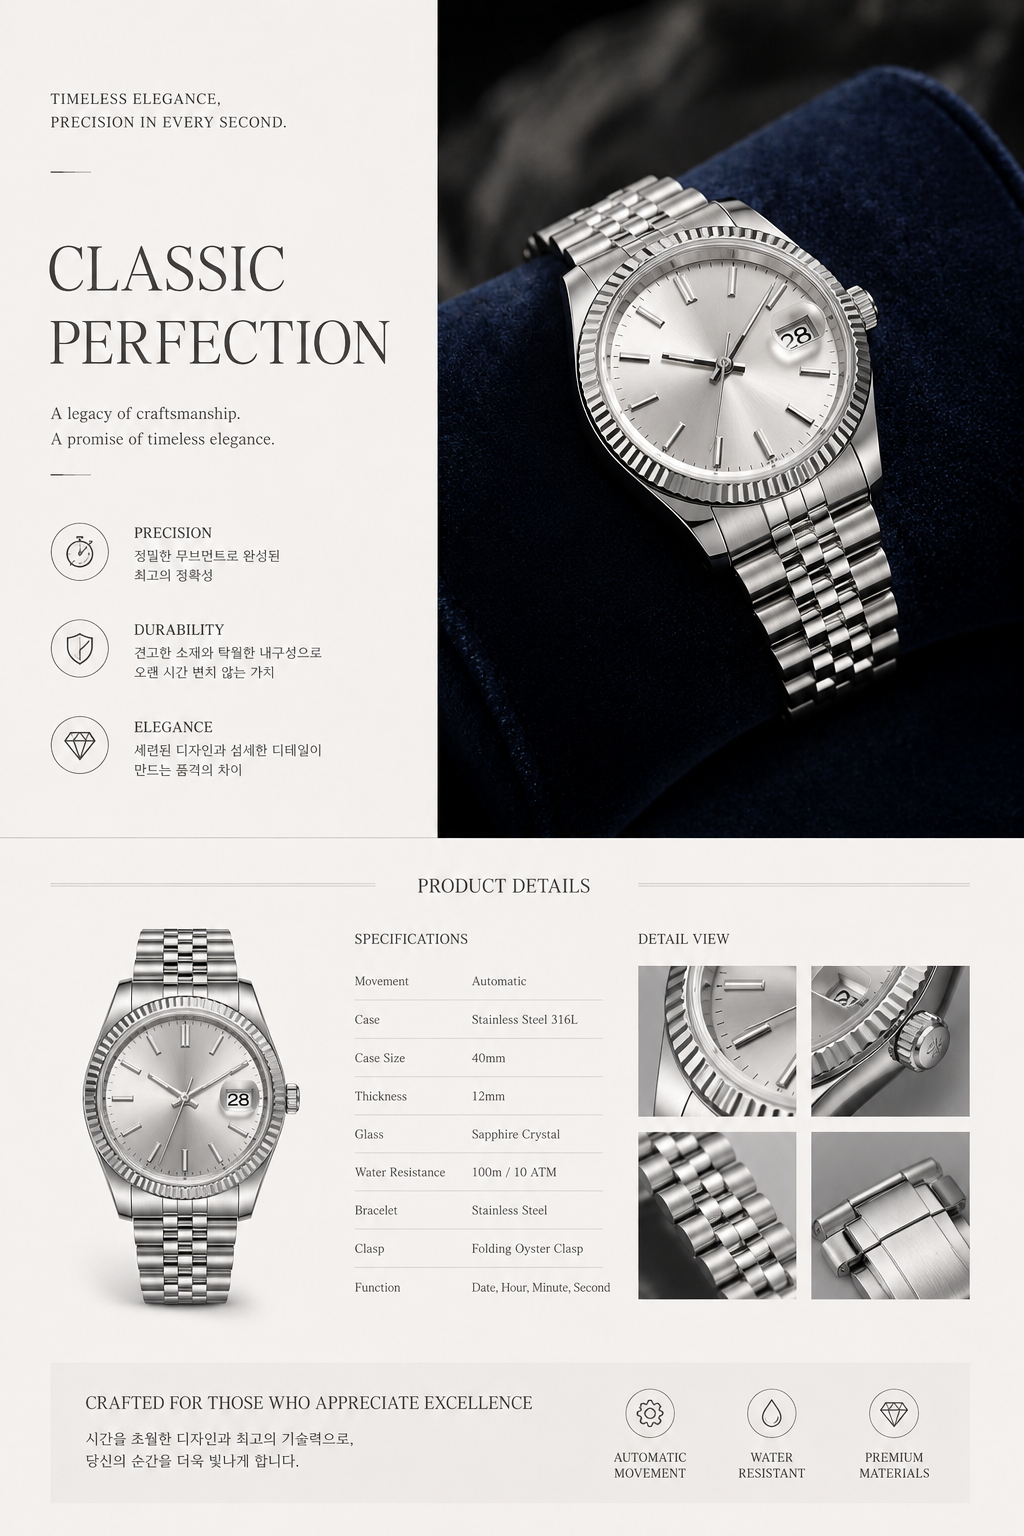 TIMELESS ELEGANCE,
PRECISION IN EVERY SECOND.
CLASSIC
PERFECTION
A legacy of craftsmanship.
A promise of timeless elegance.
PRECISION
정밀한 무브먼트로 완성된
최고의 정확성
DURABILITY
견고한 소재와 탁월한 내구성으로
오랜 시간 변치 않는 가치
ELEGANCE
세련된 디자인과 섬세한 디테일이
만드는 품격의 차이
28
PRODUCT DETAILS
28
SPECIFICATIONS
Movement Automatic
Case Stainless Steel 316L
Case Size 40mm
Thickness 12mm
Glass Sapphire Crystal
Water Resistance 100m / 10 ATM
Bracelet Stainless Steel
Clasp Folding Oyster Clasp
Function Date, Hour, Minute, Second
DETAIL VIEW
CRAFTED FOR THOSE WHO APPRECIATE EXCELLENCE
시간을 초월한 디자인과 최고의 기술력으로,
당신의 순간을 더욱 빛나게 합니다.
AUTOMATIC
MOVEMENT
WATER
RESISTANT
PREMIUM
MATERIALS